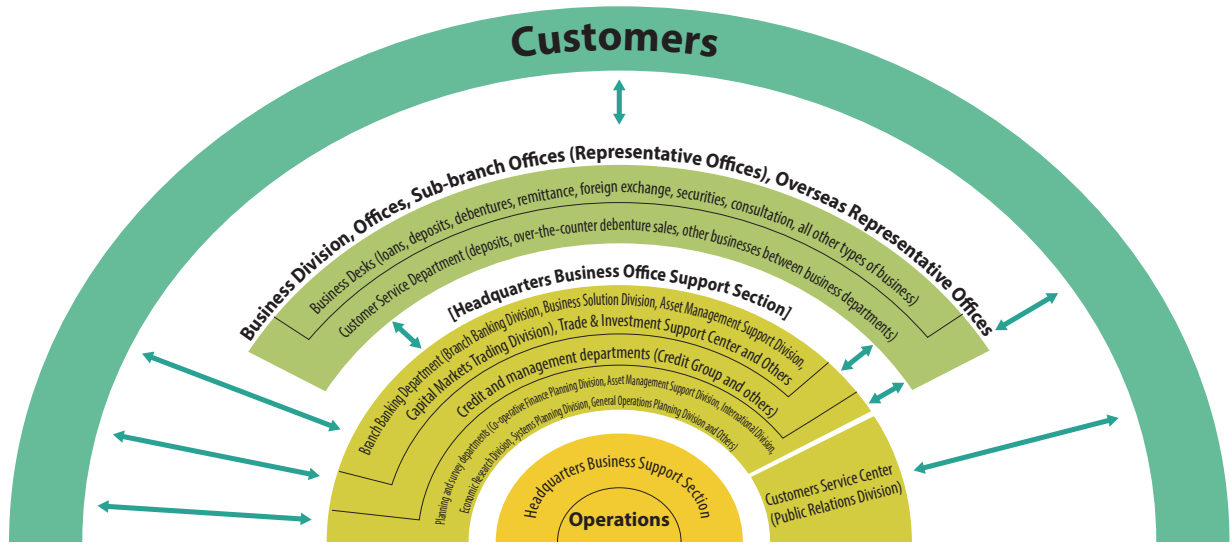 Customers
Business Division, Offices, Sub-branch Offices (Representative Offices), Overseas Representative Offices
Business Desks (loans, deposits, debentures, remittance, foreign exchange, securities, consultation, all other types of business)
Customer Service Department (deposits, over-the-counter debenture sales, other businesses between business departments)
[Headquarters Business Office Support Section]
Branch Banking Department (Branch Banking Division, Business Solution Division, Asset Management Support Division,
Capital Markets Trading Division), Trade & Investment Support Center and Others
Credit and management departments (Credit Group and others)
Planning and survey departments (Co-operative Finance Planning Division, Asset Management Support Division, International Division,
Economic Research Division, Systems Planning Division, General Operations Planning Division and Others)
Customers Service Center
(Public Relations Division)
Headquarters Business Support Section
Operations